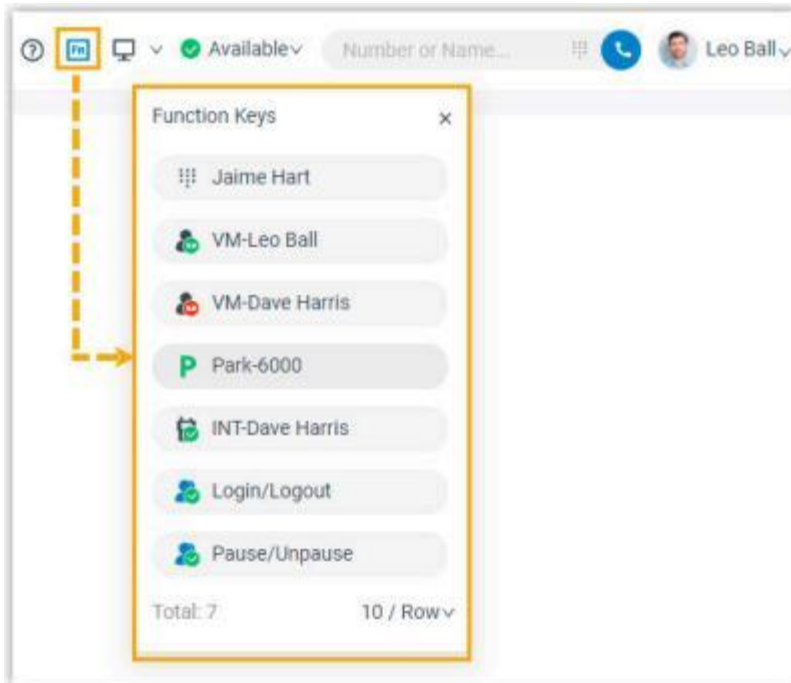 Fn Available Number or Name... Leo Ball
Function Keys
Jaime Hart
VM-Leo Ball
VM-Dave Harris
P Park-6000
INT-Dave Harris
Login/Logout
Pause/Unpause
Total: 7 10 / Row